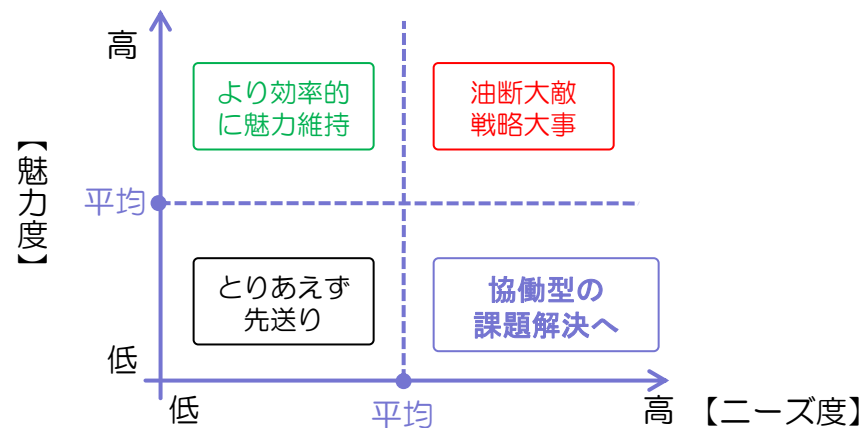 高
より効率的
に魅力維持
油断大敵
戦略大事
【魅力度】
平均
とりあえず
先送り
協働型の
課題解決へ
低
低
平均
高
【ニーズ度】